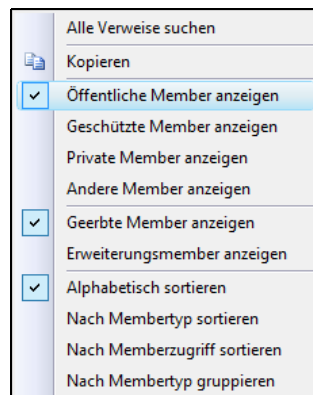 Alle Verweise suchen
Kopieren
Öffentliche Member anzeigen
Geschützte Member anzeigen
Private Member anzeigen
Andere Member anzeigen
Geerbte Member anzeigen
Erweiterungsmember anzeigen
Alphabetisch sortieren
Nach Membertyp sortieren
Nach Memberzugriff sortieren
Nach Membertyp gruppieren